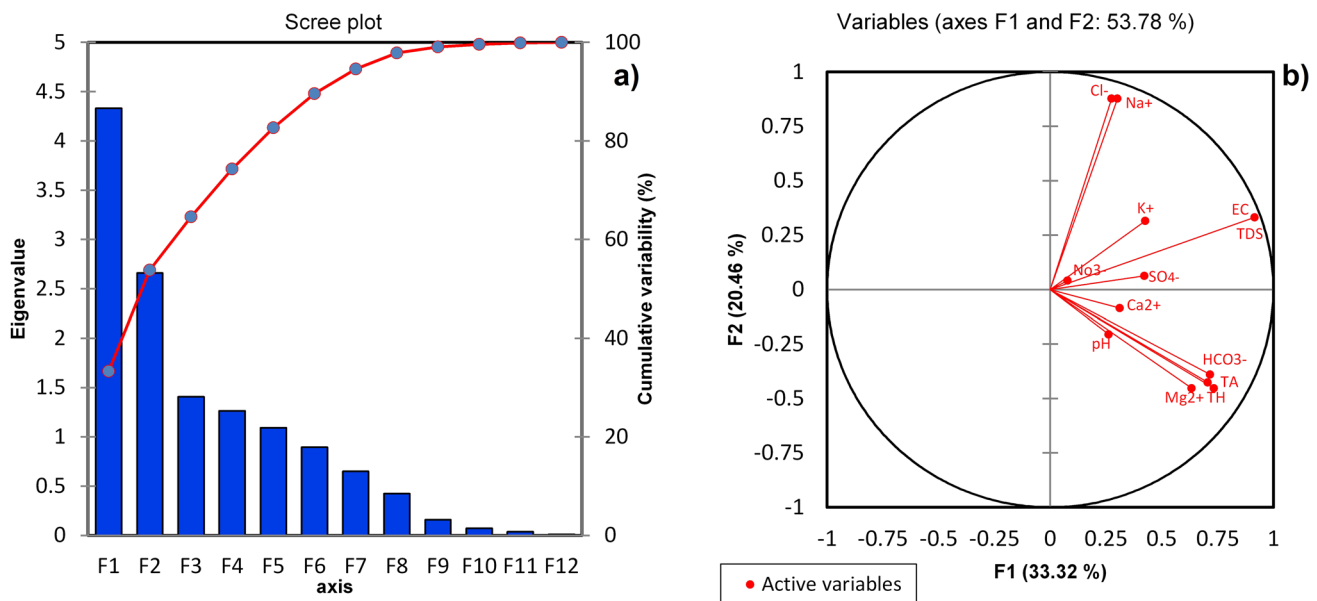 Scree plot
a)
5
4.5
4
3.5
3
2.5
2
1.5
1
0.5
0
Eigenvalue
100
80
60
40
20
0
Cumulative variability (%)
F1 F2 F3 F4 F5 F6 F7 F8 F9 F10 F11 F12
axis
Variables (axes F1 and F2: 53.78 %)
b)
1
0.75
0.5
0.25
0
-0.25
-0.5
-0.75
-1
F2 (20.46 %)
Cl-
Na+
K+
EC
TDS
No3-
SO4-
Ca2+
pH
HCO3-
TA
Mg2+ TH
-1 -0.75 -0.5 -0.25 0 0.25 0.5 0.75 1
F1 (33.32 %)
Active variables